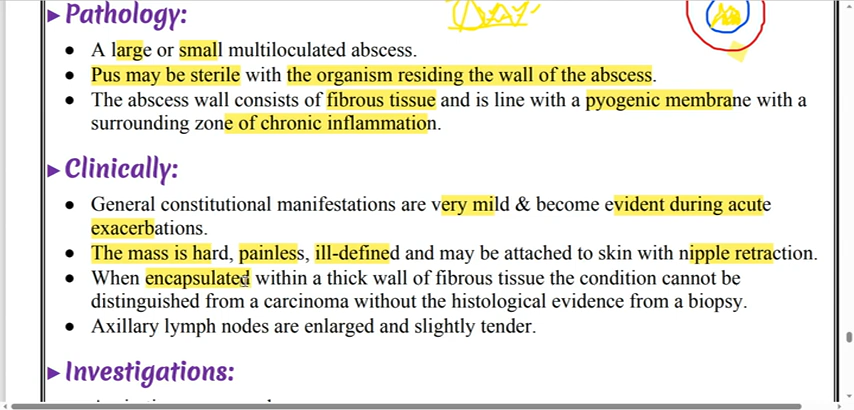 ►Pathology:
● A large or small multiloculated abscess.
● Pus may be sterile with the organism residing the wall of the abscess.
● The abscess wall consists of fibrous tissue and is line with a pyogenic membrane with a
surrounding zone of chronic inflammation.
►Clinically:
● General constitutional manifestations are very mild & become evident during acute
exacerbations.
● The mass is hard, painless, ill-defined and may be attached to skin with nipple retraction.
● When encapsulated within a thick wall of fibrous tissue the condition cannot be
distinguished from a carcinoma without the histological evidence from a biopsy.
● Axillary lymph nodes are enlarged and slightly tender.
►Investigations: